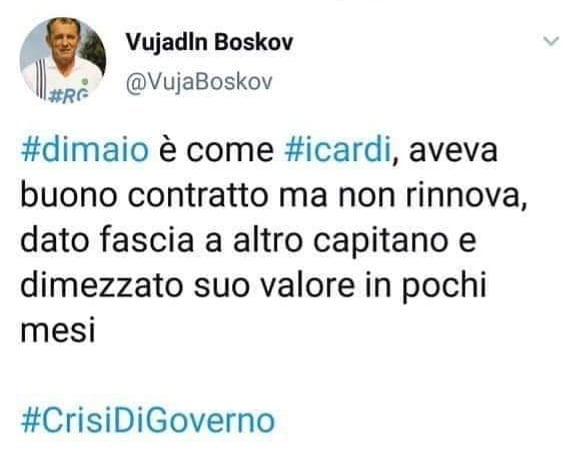 VujadIn Boskov
@VujaBoskov
#RG
#dimaio è come #icardi, aveva
buono contratto ma non rinnova,
dato fascia a altro capitano e
dimezzato suo valore in pochi
mesi
#CrisiDiGoverno